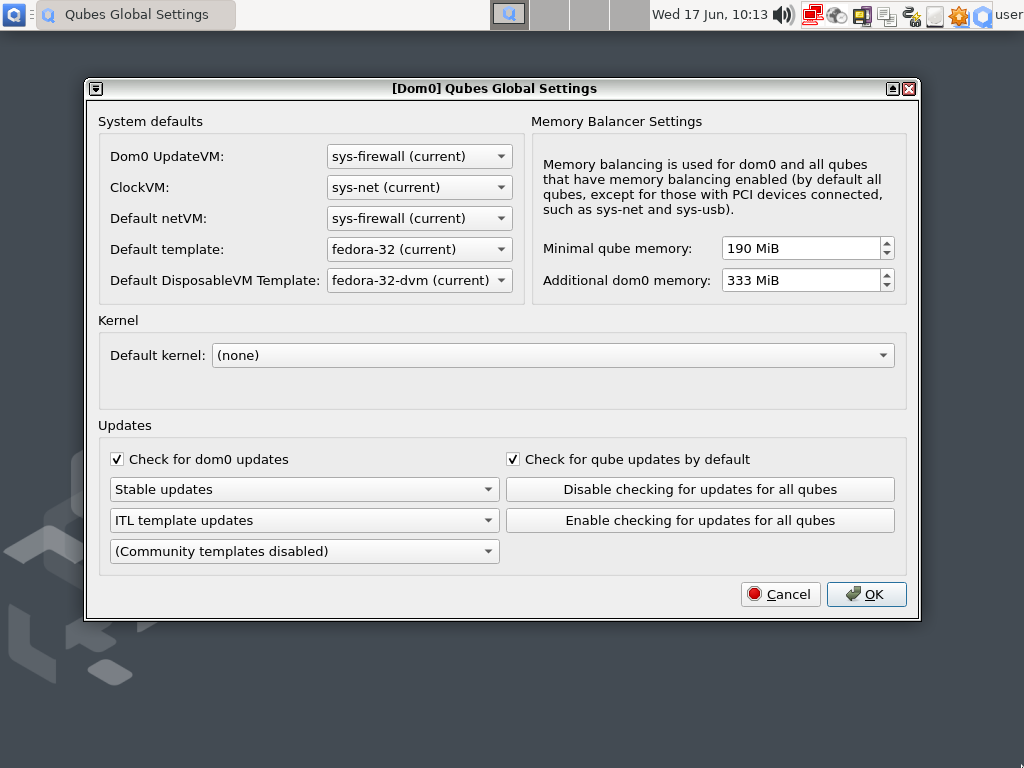 Qubes Global Settings
Wed 17 Jun, 10:13
user
[Dom0] Qubes Global Settings
System defaults
Dom0 UpdateVM: sys-firewall (current)
ClockVM: sys-net (current)
Default netVM: sys-firewall (current)
Default template: fedora-32 (current)
Default DisposableVM Template: fedora-32-dvm (current)
Memory Balancer Settings
Memory balancing is used for dom0 and all qubes
that have memory balancing enabled (by default all
qubes, except for those with PCI devices connected,
such as sys-net and sys-usb).
Minimal qube memory: 190 MiB
Additional dom0 memory: 333 MiB
Kernel
Default kernel: (none)
Updates
Check for dom0 updates
Stable updates
ITL template updates
(Community templates disabled)
Check for qube updates by default
Disable checking for updates for all qubes
Enable checking for updates for all qubes
Cancel
OK